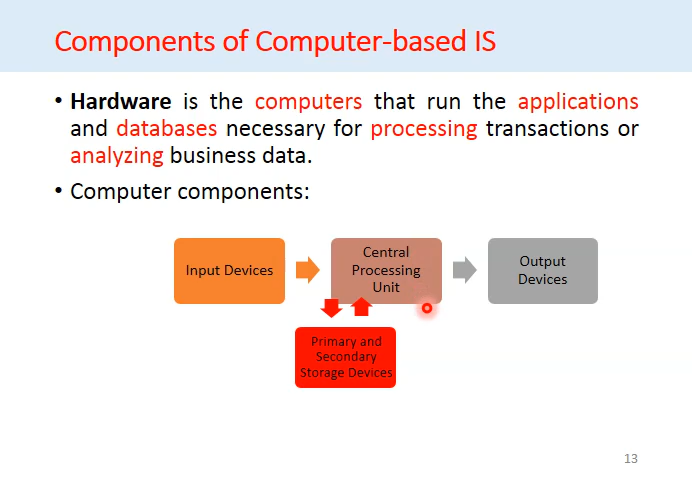 Components of Computer-based IS
• Hardware is the computers that run the applications
and databases necessary for processing transactions or
analyzing business data.
• Computer components:
Input Devices
Central
Processing
Unit
Output
Devices
Primary and
Secondary
Storage Devices
13